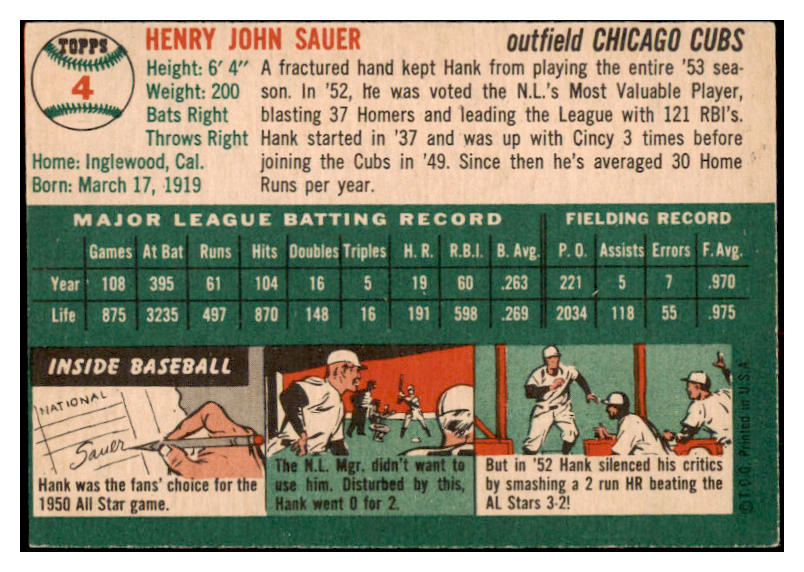 TOPPS
4
HENRY JOHN SAUER
outfield CHICAGO CUBS
Height: 6' 4"
Weight: 200
Bats Right
Throws Right
Home: Inglewood, Cal.
Born: March 17, 1919
A fractured hand kept Hank from playing the entire '53 sea-
son. In '52, he was voted the N.L.'s Most Valuable Player,
blasting 37 Homers and leading the League with 121 RBI's.
Hank started in '37 and was up with Cincy 3 times before
joining the Cubs in '49. Since then he's averaged 30 Home
Runs per year.
MAJOR LEAGUE BATTING RECORD FIELDING RECORD
Games At Bat Runs Hits Doubles Triples H. R. R.B.I. B. Avg. P. O. Assists Errors F. Avg.
Year 108 395 61 104 16 5 19 60 .263 221 5 7 .970
Life 875 3235 497 870 148 16 191 598 .269 2034 118 55 .975
INSIDE BASEBALL
NATIONAL
Sauer
Hank was the fans' choice for the
1950 All Star game.
The N.L. Mgr. didn't want to
use him. Disturbed by this,
Hank went 0 for 2.
But in '52 Hank silenced his critics
by smashing a 2 run HR beating the
AL Stars 3-2!
© T.C.G. Printed in U.S.A.